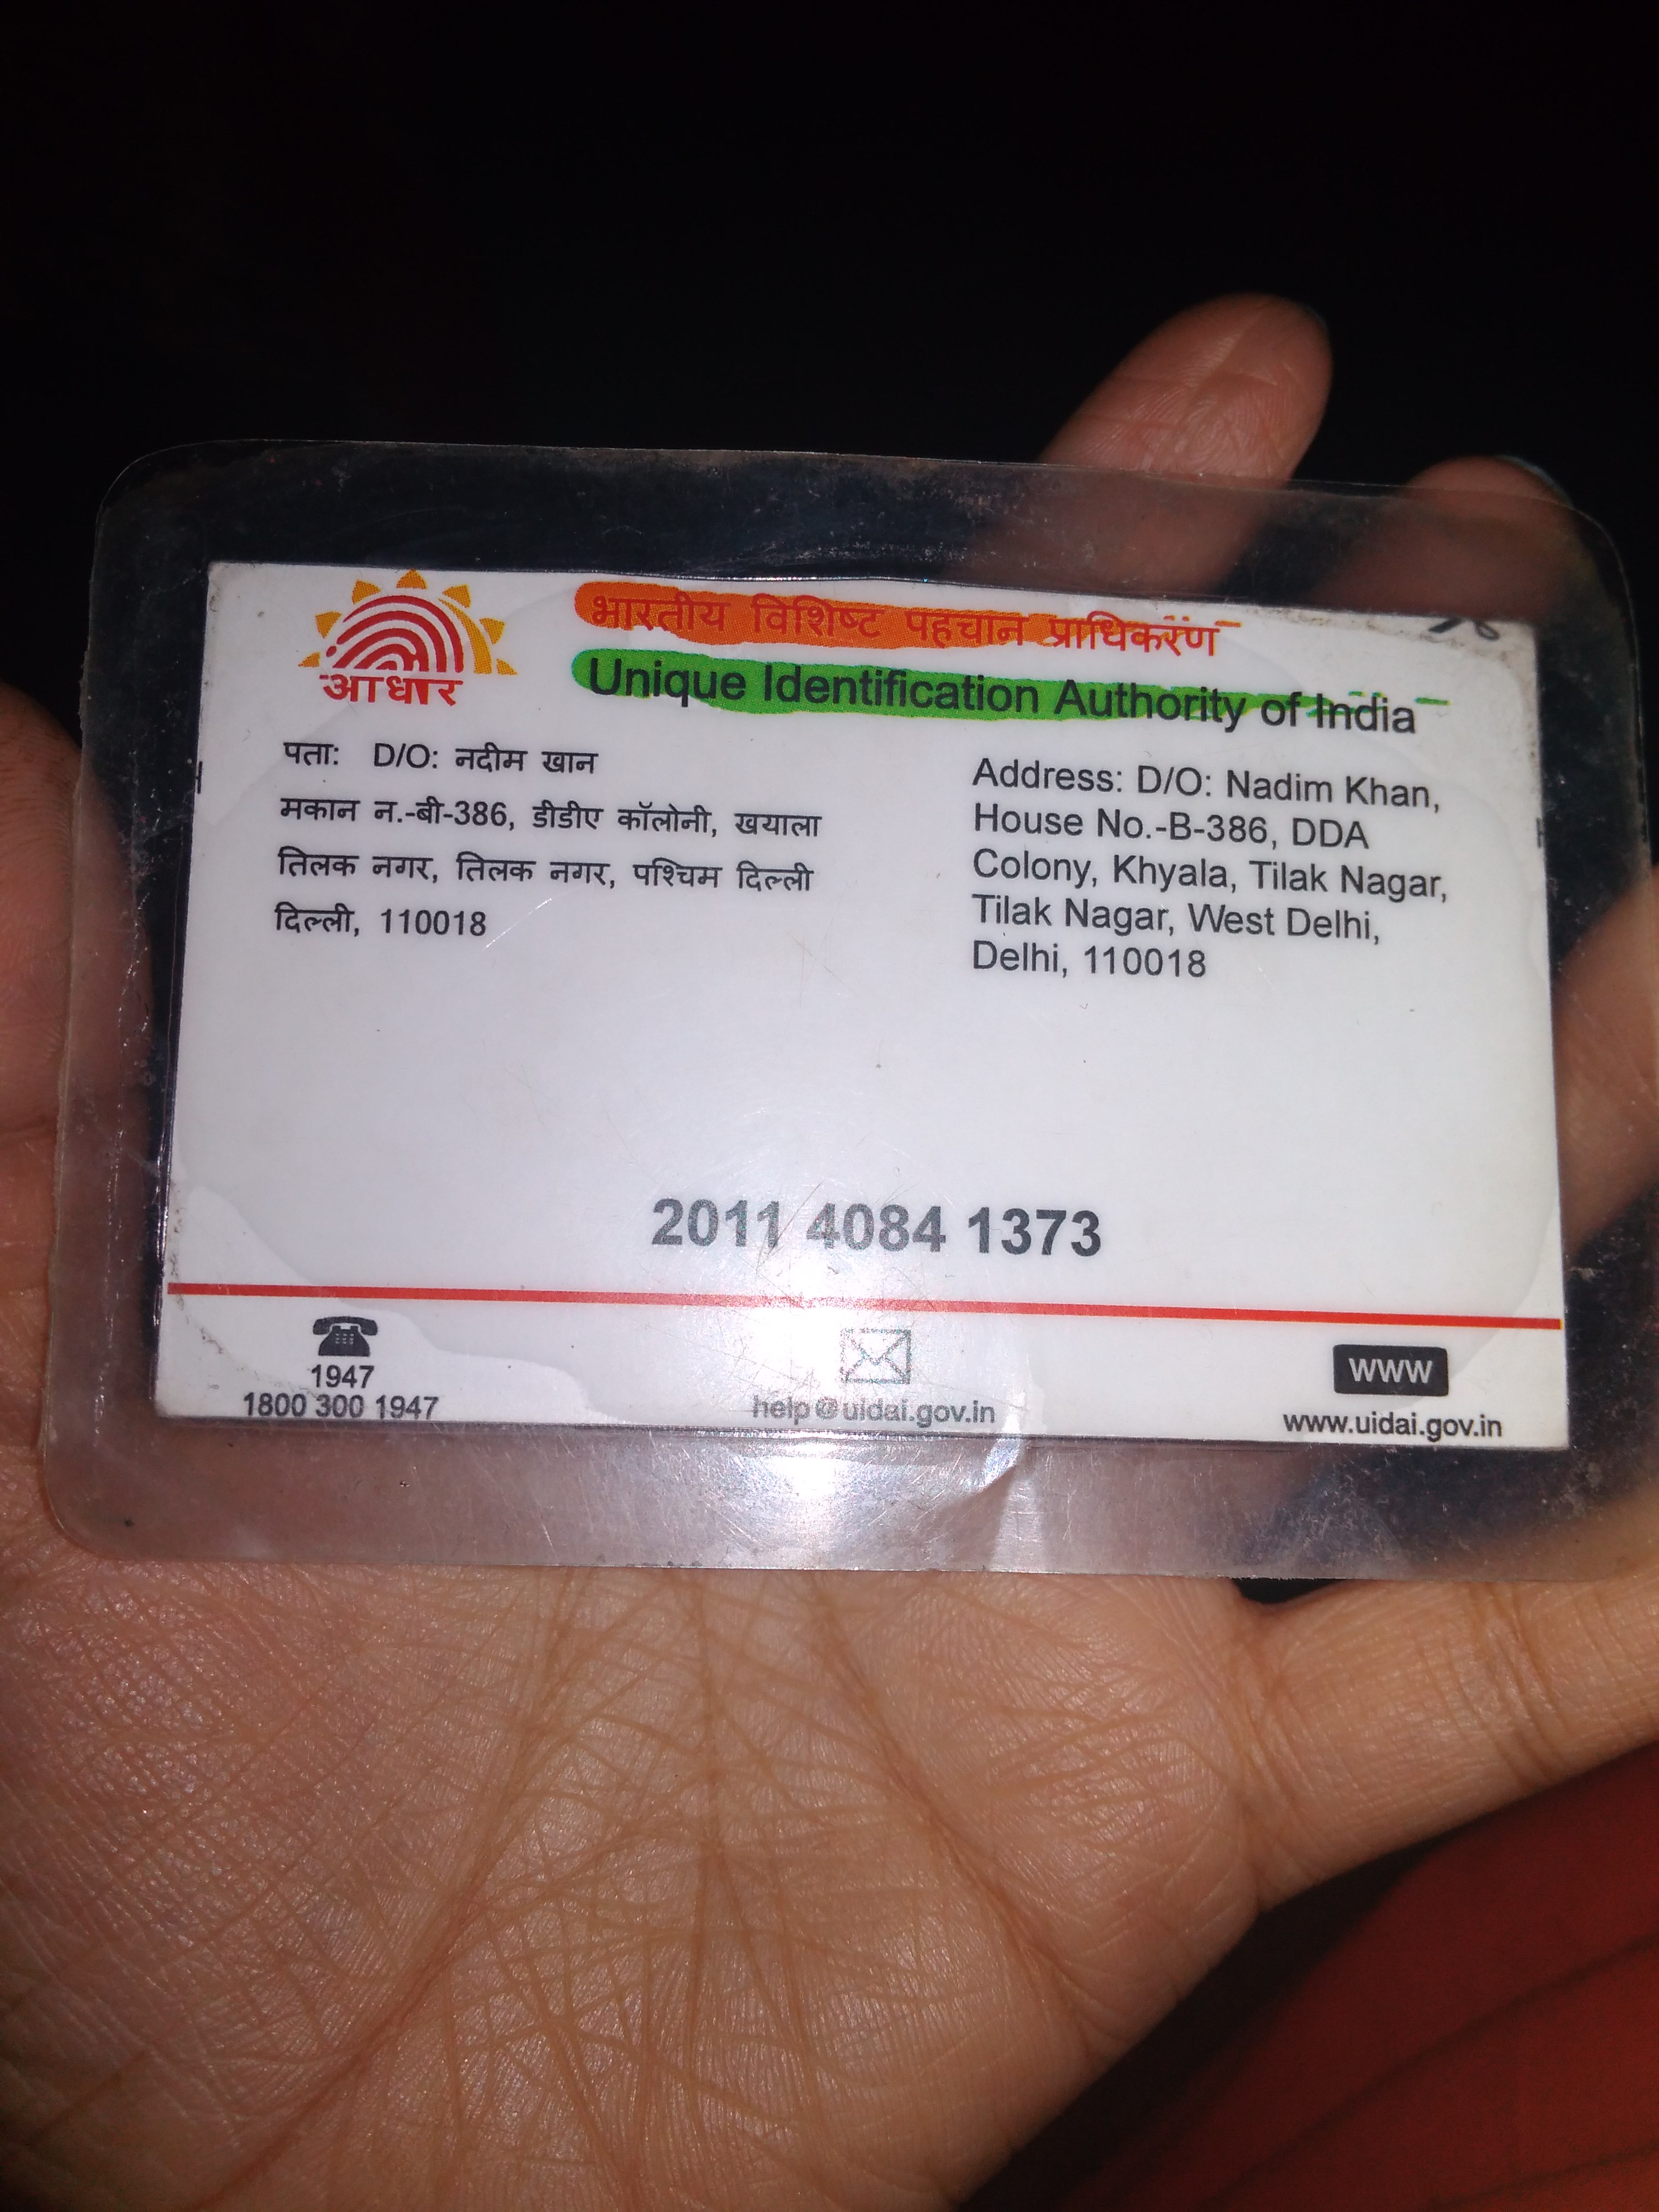 आधार
भारतीय विशिष्ट पहचान प्राधिकरण
Unique Identification Authority of India
पता: D/O: नदीम खान
मकान न.-बी-386, डीडीए कॉलोनी, खयाला
तिलक नगर, तिलक नगर, पश्चिम दिल्ली
दिल्ली, 110018
Address: D/O: Nadim Khan,
House No.-B-386, DDA
Colony, Khyala, Tilak Nagar,
Tilak Nagar, West Delhi,
Delhi, 110018
2011 4084 1373
1947
1800 300 1947
help@uidai.gov.in
WWW
www.uidai.gov.in